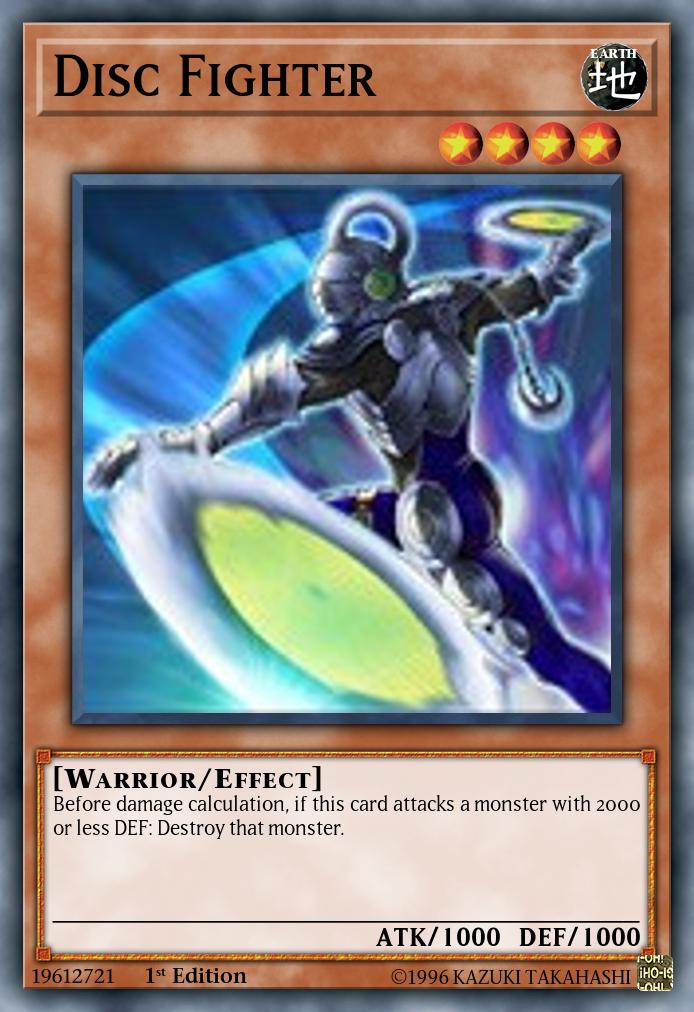 Disc Fighter
EARTH
地
[Warrior/Effect]
Before damage calculation, if this card attacks a monster with 2000
or less DEF: Destroy that monster.
ATK/1000 DEF/1000
19612721 1st Edition ©1996 KAZUKI TAKAHASHI